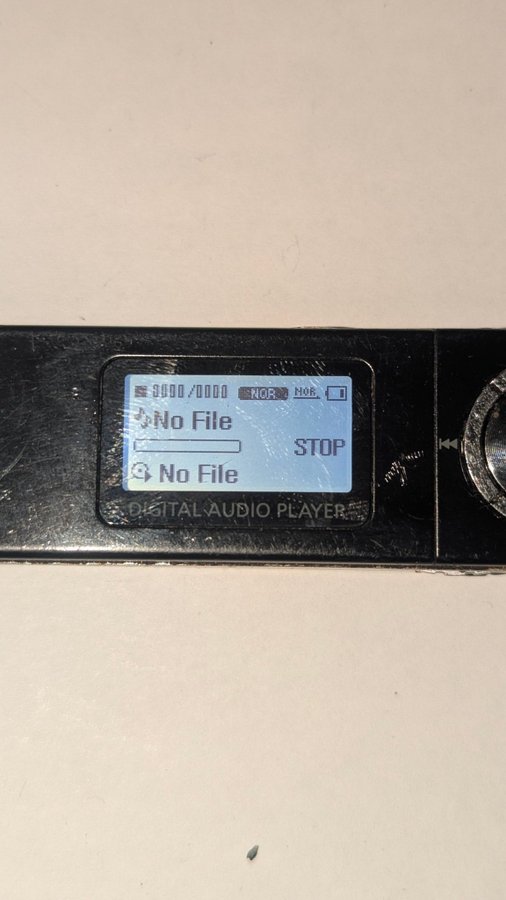 0000/0000 NOR NOR
No File
STOP
No File
DIGITAL AUDIO PLAYER